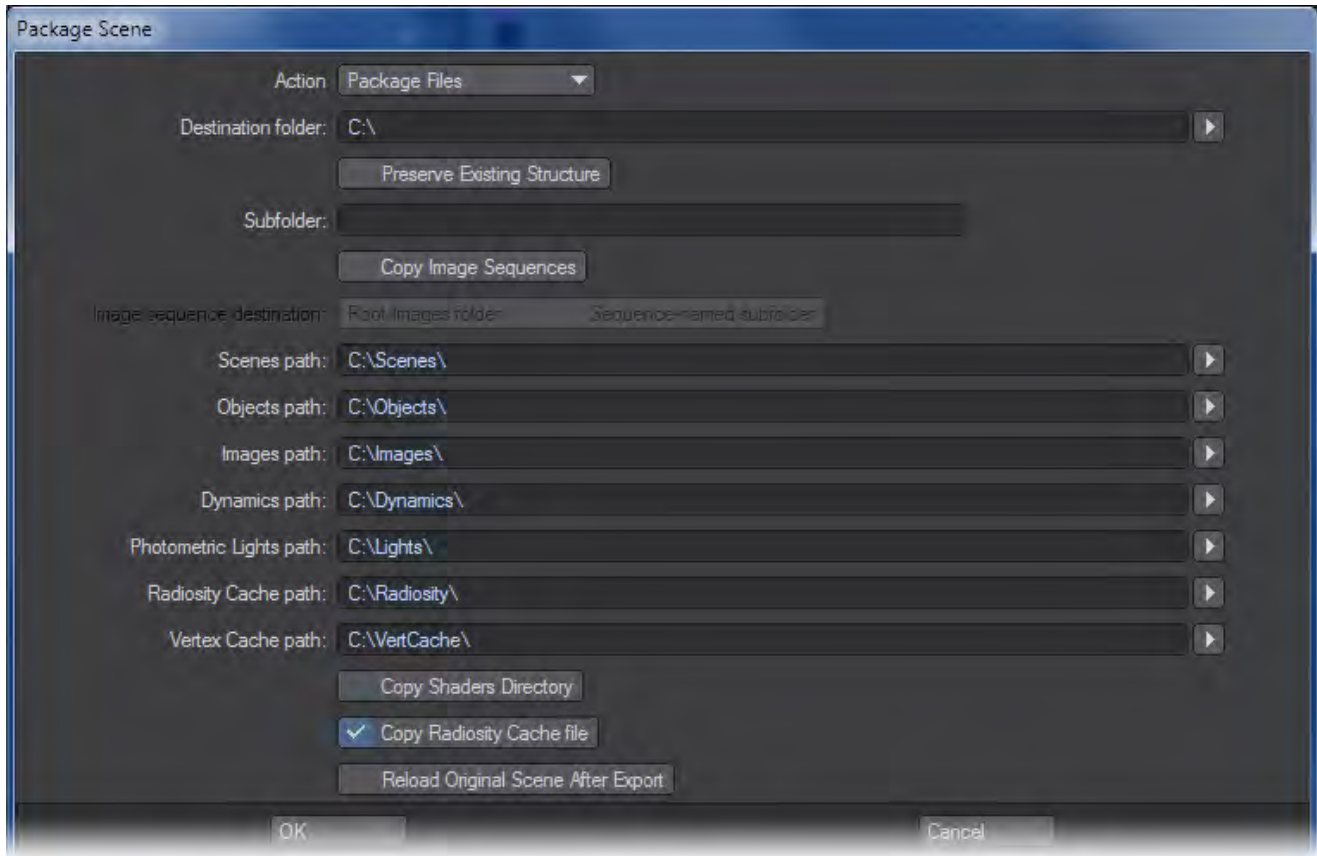 Package Scene
Action Package Files
Destination folder: C:\
Preserve Existing Structure
Subfolder:
Copy Image Sequences
Image sequence destination: Root Images folder Sequence-named subfolder
Scenes path: C:\Scenes\
Objects path: C:\Objects\
Images path: C:\Images\
Dynamics path: C:\Dynamics\
Photometric Lights path: C:\Lights\
Radiosity Cache path: C:\Radiosity\
Vertex Cache path: C:\VertCache\
Copy Shaders Directory
Copy Radiosity Cache file
Reload Original Scene After Export
OK Cancel